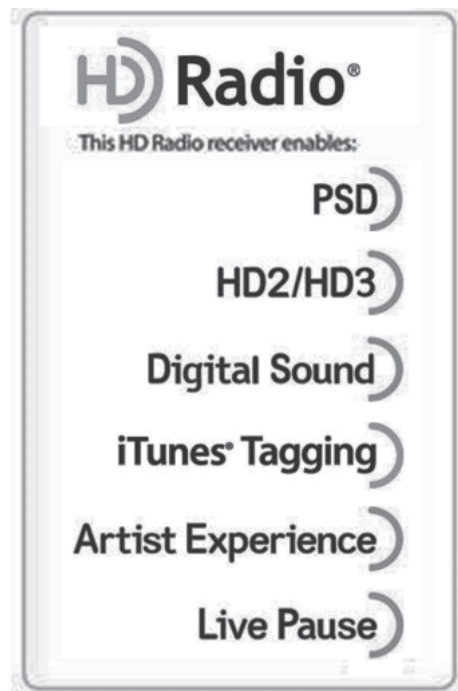 HD Radio®
This HD Radio receiver enables:
PSD
HD2/HD3
Digital Sound
iTunes® Tagging
Artist Experience
Live Pause